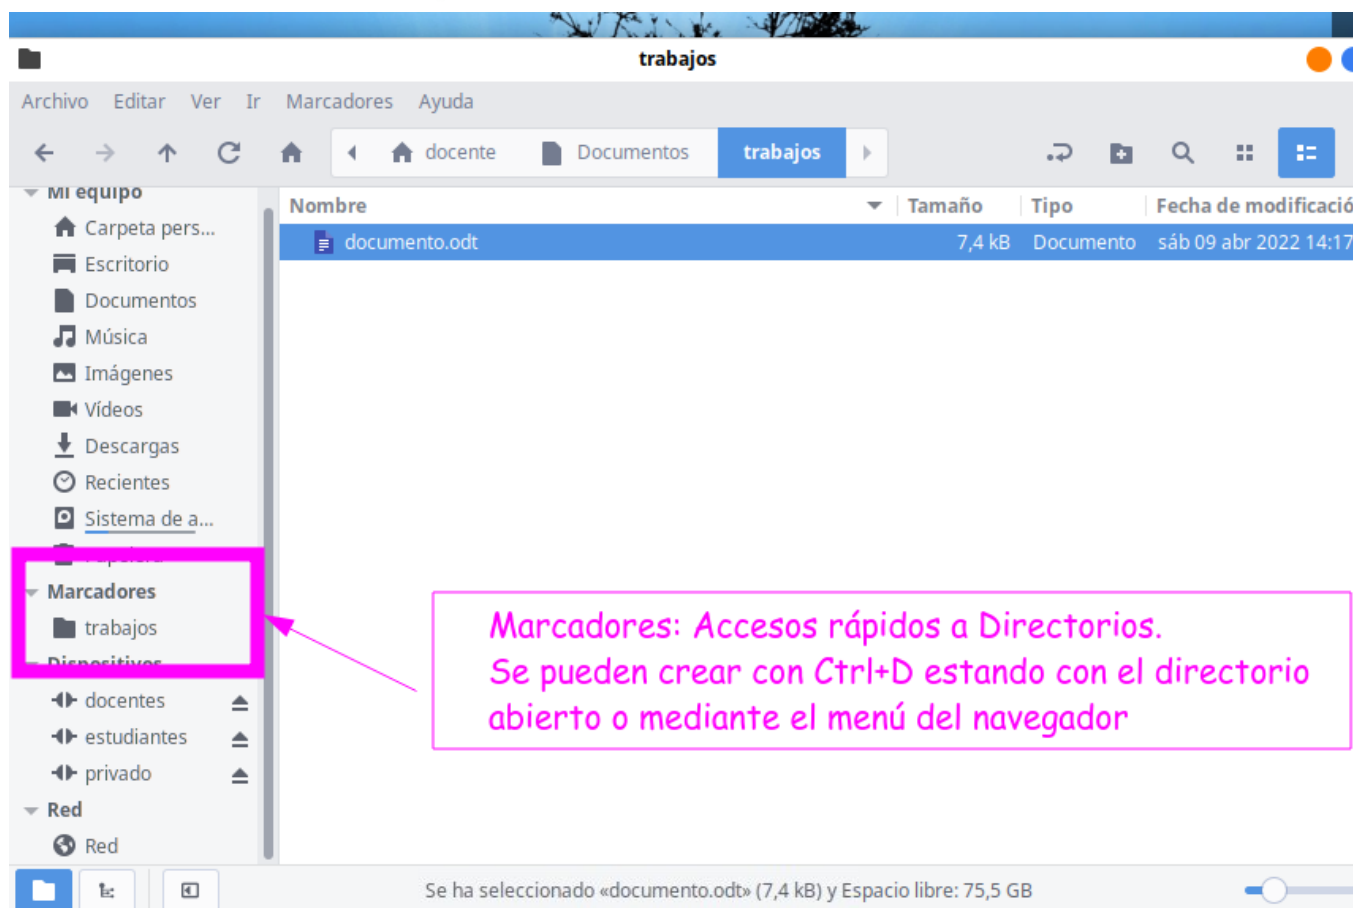 trabajos
Archivo Editar Ver Ir Marcadores Ayuda
docente Documentos trabajos
Mi equipo
Carpeta pers...
Escritorio
Documentos
Música
Imágenes
Vídeos
Descargas
Recientes
Sistema de a...
Marcadores
trabajos
Dispositivos
docentes
estudiantes
privado
Red
Red
Nombre Tamaño Tipo Fecha de modificació
documento.odt 7,4 kB Documento sáb 09 abr 2022 14:17
Marcadores: Accesos rápidos a Directorios.
Se pueden crear con Ctrl+D estando con el directorio
abierto o mediante el menú del navegador
Se ha seleccionado «documento.odt» (7,4 kB) y Espacio libre: 75,5 GB